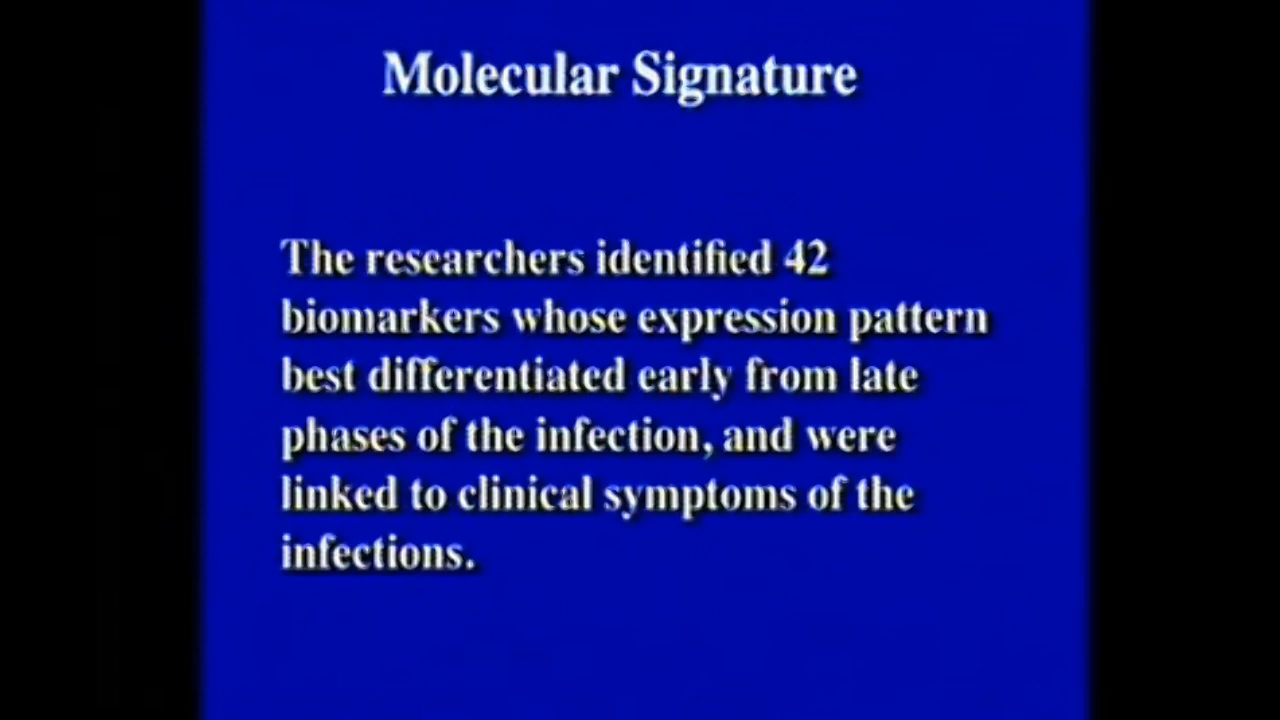 Molecular Signature
The researchers identified 42
biomarkers whose expression pattern
best differentiated early from late
phases of the infection, and were
linked to clinical symptoms of the
infections.